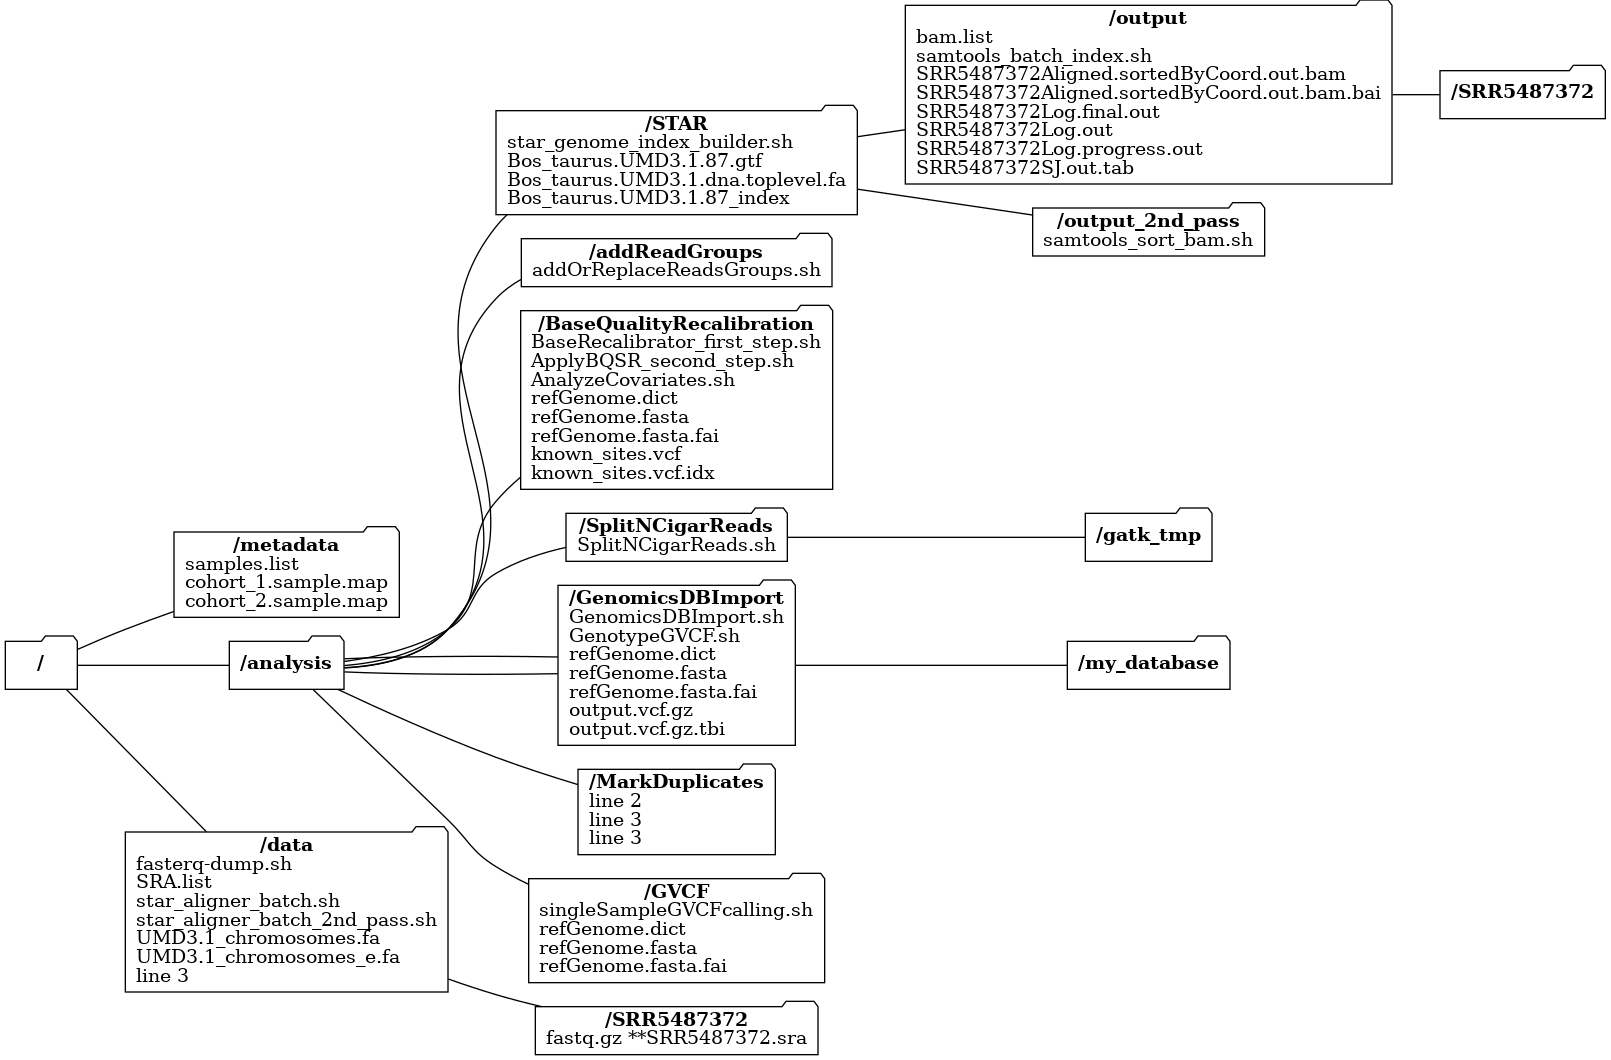 /output
bam.list
samtools_batch_index.sh
SRR5487372Aligned.sortedByCoord.out.bam
SRR5487372Aligned.sortedByCoord.out.bam.bai
SRR5487372Log.final.out
SRR5487372Log.out
SRR5487372Log.progress.out
SRR5487372SJ.out.tab
/SRR5487372
/STAR
star_genome_index_builder.sh
Bos_taurus.UMD3.1.87.gtf
Bos_taurus.UMD3.1.dna.toplevel.fa
Bos_taurus.UMD3.1.87_index
/output_2nd_pass
samtools_sort_bam.sh
/addReadGroups
addOrReplaceReadsGroups.sh
/BaseQualityRecalibration
BaseRecalibrator_first_step.sh
ApplyBQSR_second_step.sh
AnalyzeCovariates.sh
refGenome.dict
refGenome.fasta
refGenome.fasta.fai
known_sites.vcf
known_sites.vcf.idx
/SplitNCigarReads
SplitNCigarReads.sh
/gatk_tmp
/metadata
samples.list
cohort_1.sample.map
cohort_2.sample.map
/
/analysis
/GenomicsDBImport
GenomicsDBImport.sh
GenotypeGVCF.sh
refGenome.dict
refGenome.fasta
refGenome.fasta.fai
output.vcf.gz
output.vcf.gz.tbi
/my_database
/MarkDuplicates
line 2
line 3
line 3
/data
fasterq-dump.sh
SRA.list
star_aligner_batch.sh
star_aligner_batch_2nd_pass.sh
UMD3.1_chromosomes.fa
UMD3.1_chromosomes_e.fa
line 3
/GVCF
singleSampleGVCFcalling.sh
refGenome.dict
refGenome.fasta
refGenome.fasta.fai
/SRR5487372
fastq.gz **SRR5487372.sra